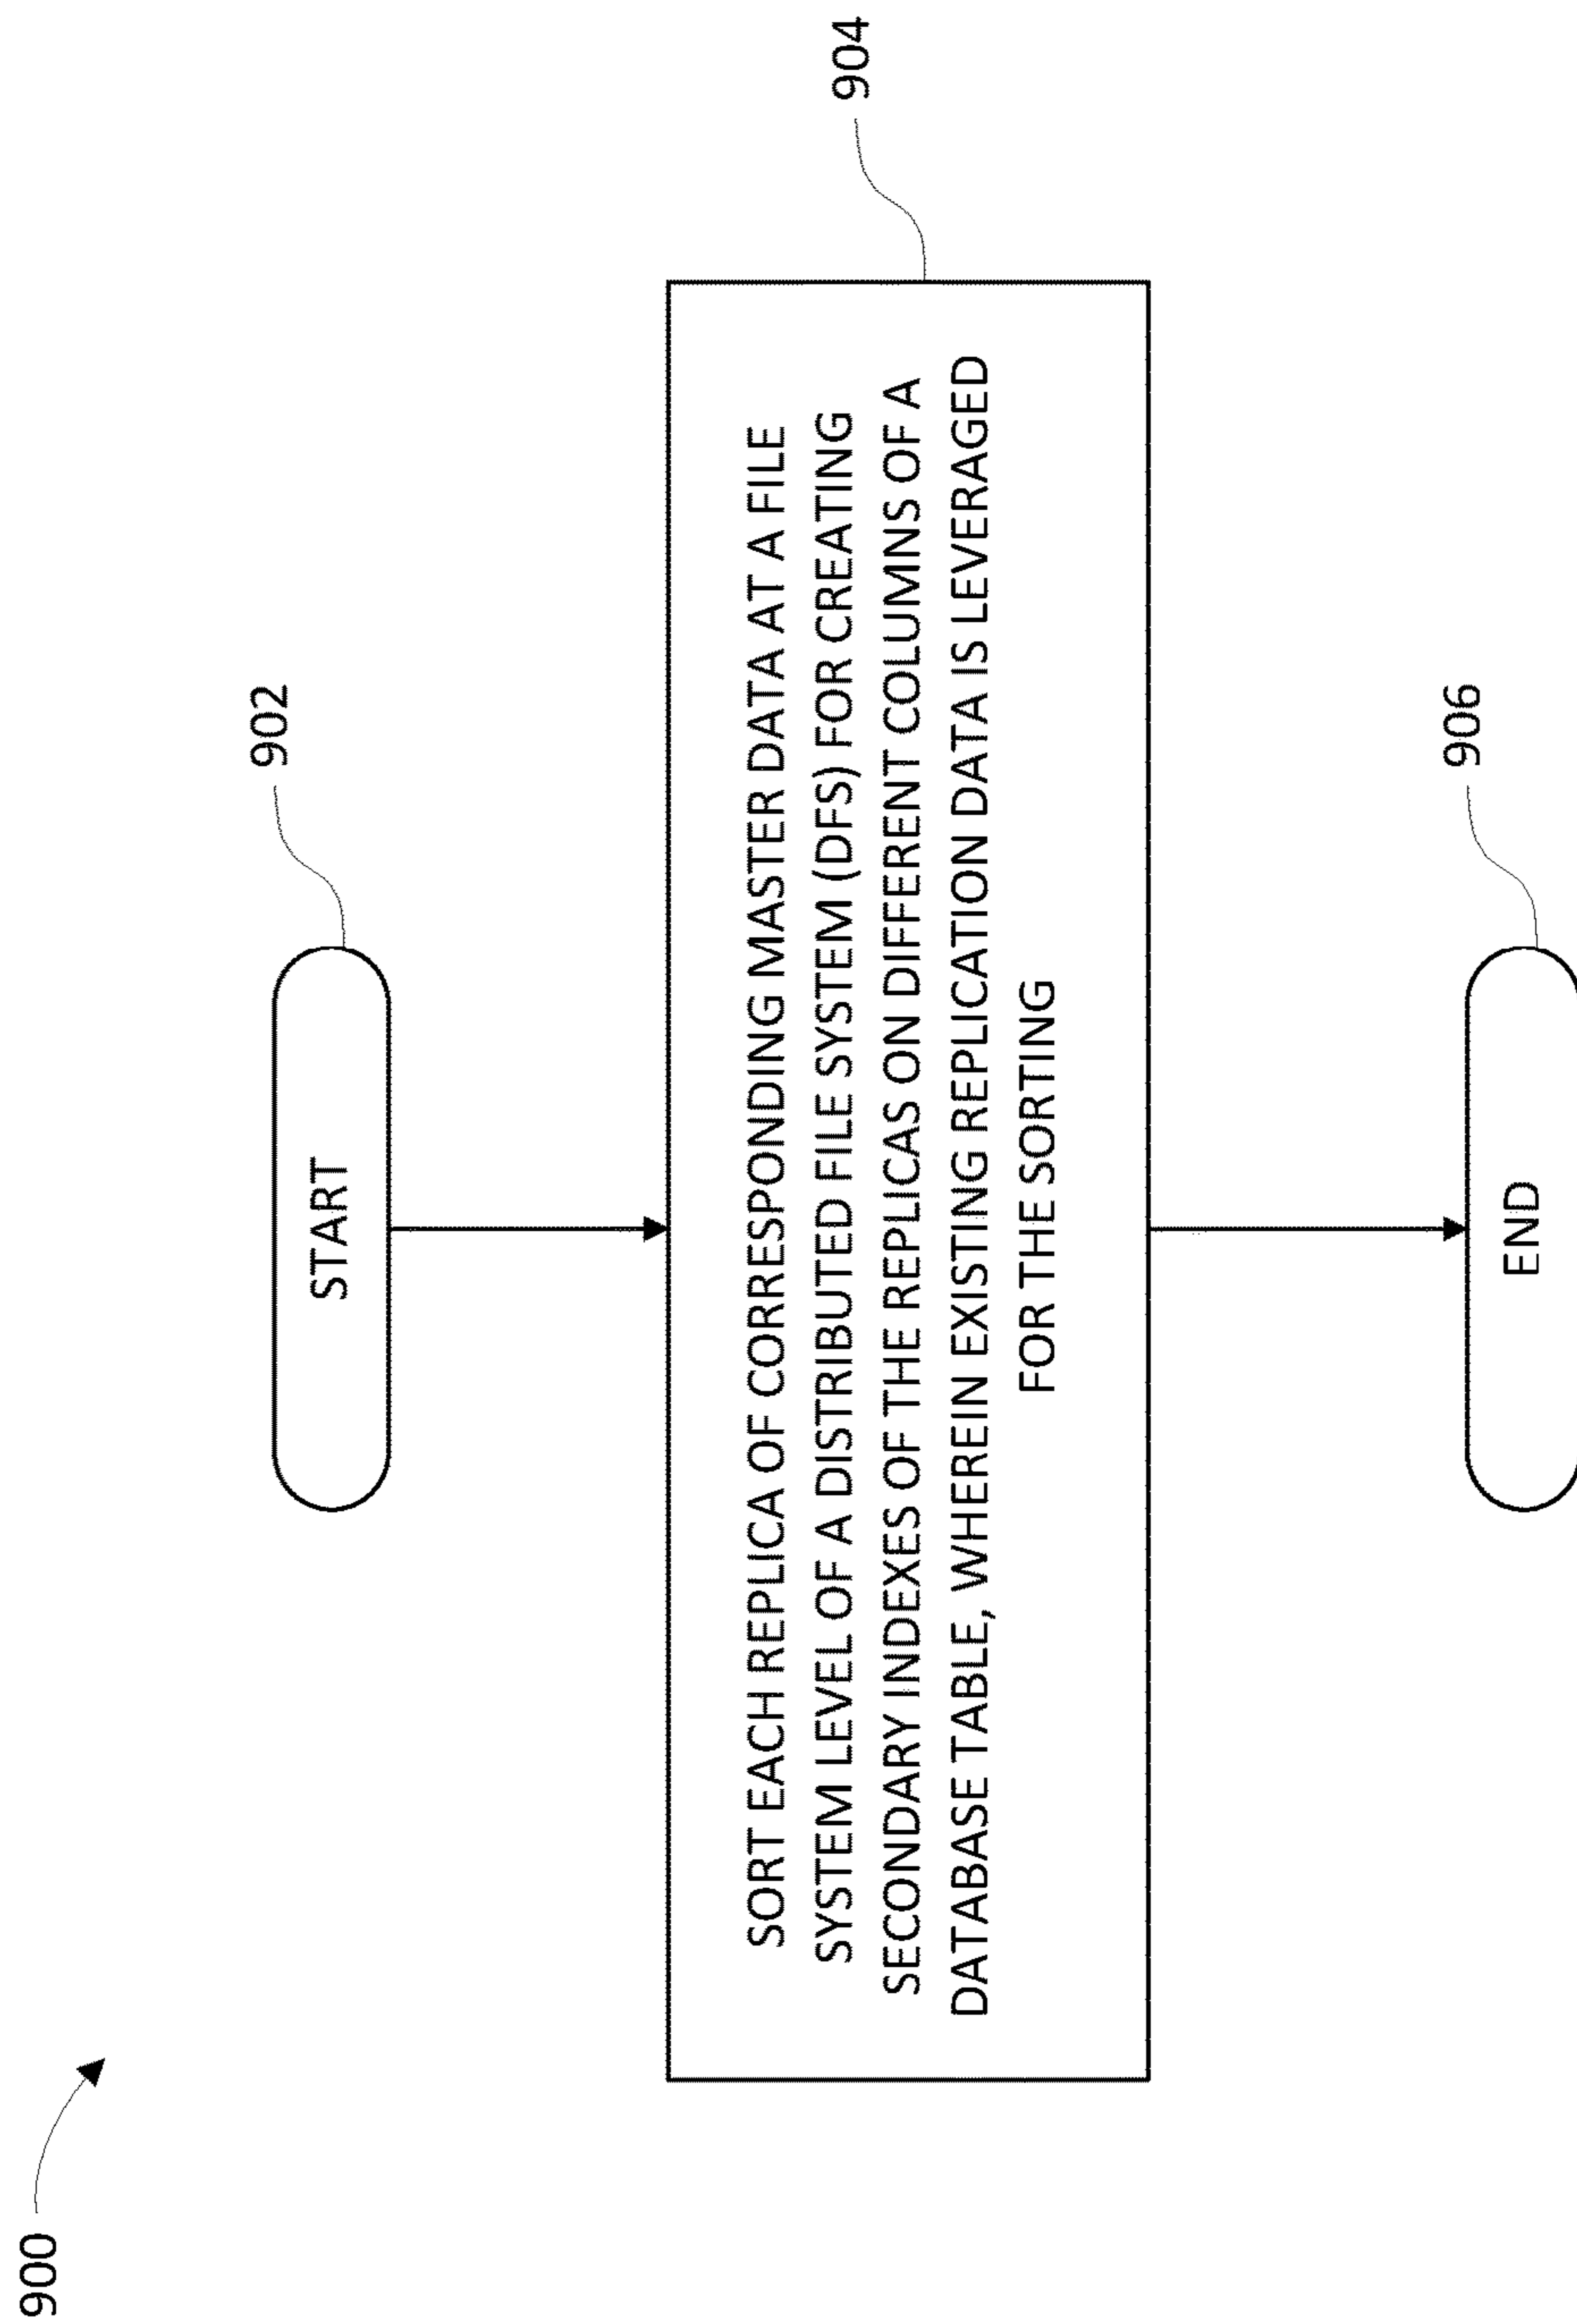 900
902
START
904
SORT EACH REPLICA OF CORRESPONDING MASTER DATA AT A FILE
SYSTEM LEVEL OF A DISTRIBUTED FILE SYSTEM (DFS) FOR CREATING
SECONDARY INDEXES OF THE REPLICAS ON DIFFERENT COLUMNS OF A
DATABASE TABLE, WHEREIN EXISTING REPLICATION DATA IS LEVERAGED
FOR THE SORTING
906
END